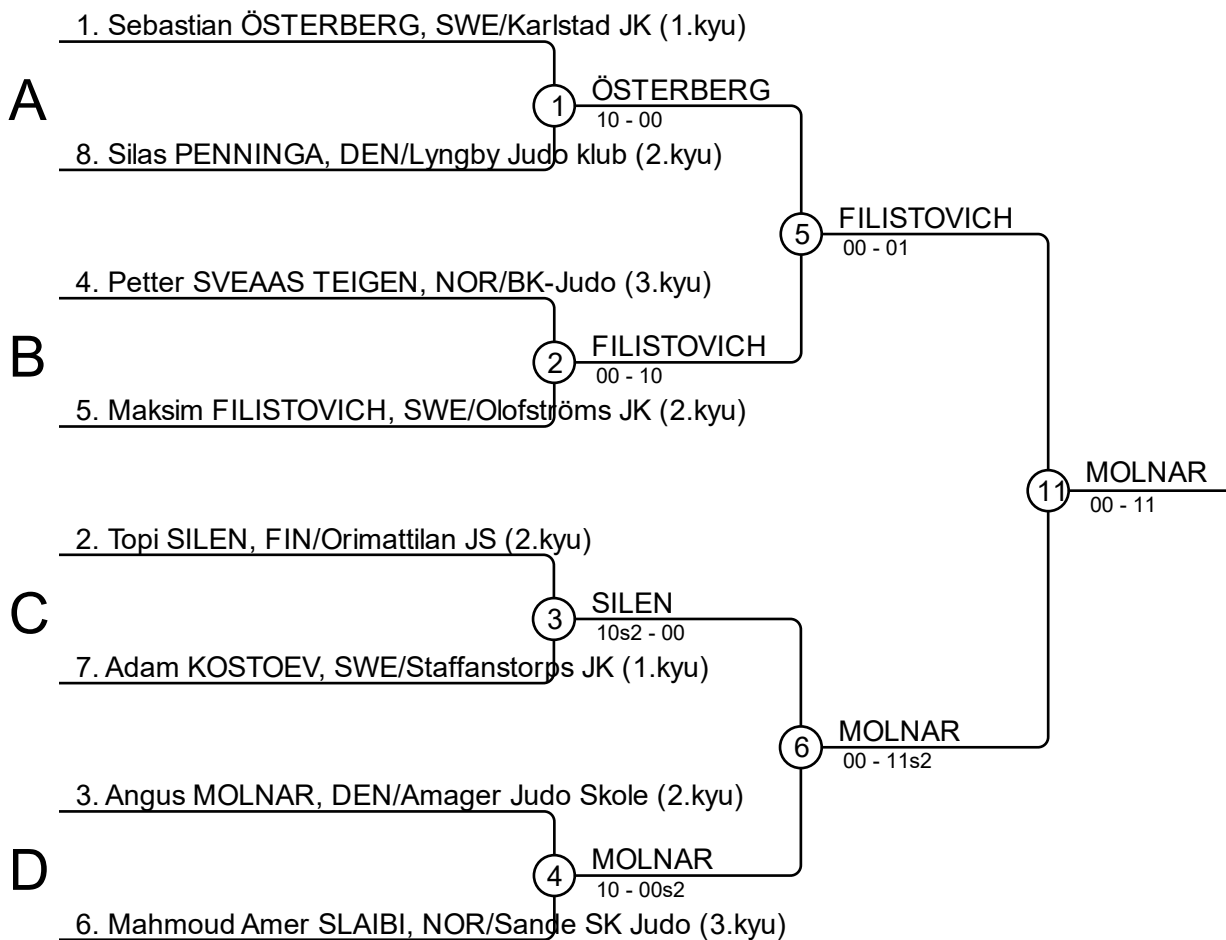 1. Sebastian ÖSTERBERG, SWE/Karlstad JK (1.kyu)
A
1
ÖSTERBERG
10 - 00
8. Silas PENNINGA, DEN/Lyngby Judo klub (2.kyu)
5
FILISTOVICH
00 - 01
4. Petter SVEAAS TEIGEN, NOR/BK-Judo (3.kyu)
B
2
FILISTOVICH
00 - 10
5. Maksim FILISTOVICH, SWE/Olofströms JK (2.kyu)
11
MOLNAR
00 - 11
2. Topi SILEN, FIN/Orimattilan JS (2.kyu)
C
3
SILEN
10s2 - 00
7. Adam KOSTOEV, SWE/Staffanstorps JK (1.kyu)
6
MOLNAR
00 - 11s2
3. Angus MOLNAR, DEN/Amager Judo Skole (2.kyu)
D
4
MOLNAR
10 - 00s2
6. Mahmoud Amer SLAIBI, NOR/Sande SK Judo (3.kyu)